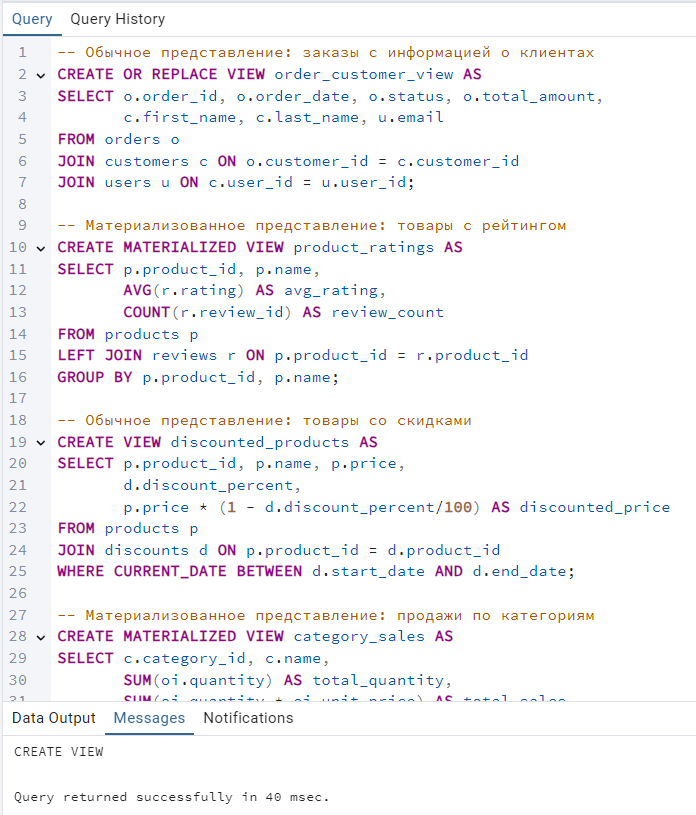 Query Query History
1 -- Обычное представление: заказы с информацией о клиентах
2 CREATE OR REPLACE VIEW order_customer_view AS
3 SELECT o.order_id, o.order_date, o.status, o.total_amount,
4 c.first_name, c.last_name, u.email
5 FROM orders o
6 JOIN customers c ON o.customer_id = c.customer_id
7 JOIN users u ON c.user_id = u.user_id;
8
9 -- Материализованное представление: товары с рейтингом
10 CREATE MATERIALIZED VIEW product_ratings AS
11 SELECT p.product_id, p.name,
12 AVG(r.rating) AS avg_rating,
13 COUNT(r.review_id) AS review_count
14 FROM products p
15 LEFT JOIN reviews r ON p.product_id = r.product_id
16 GROUP BY p.product_id, p.name;
17
18 -- Обычное представление: товары со скидками
19 CREATE VIEW discounted_products AS
20 SELECT p.product_id, p.name, p.price,
21 d.discount_percent,
22 p.price * (1 - d.discount_percent/100) AS discounted_price
23 FROM products p
24 JOIN discounts d ON p.product_id = d.product_id
25 WHERE CURRENT_DATE BETWEEN d.start_date AND d.end_date;
26
27 -- Материализованное представление: продажи по категориям
28 CREATE MATERIALIZED VIEW category_sales AS
29 SELECT c.category_id, c.name,
30 SUM(oi.quantity) AS total_quantity,
31 SUM(oi.quantity * oi.unit_price) AS total_sales
Data Output Messages Notifications
CREATE VIEW
Query returned successfully in 40 msec.